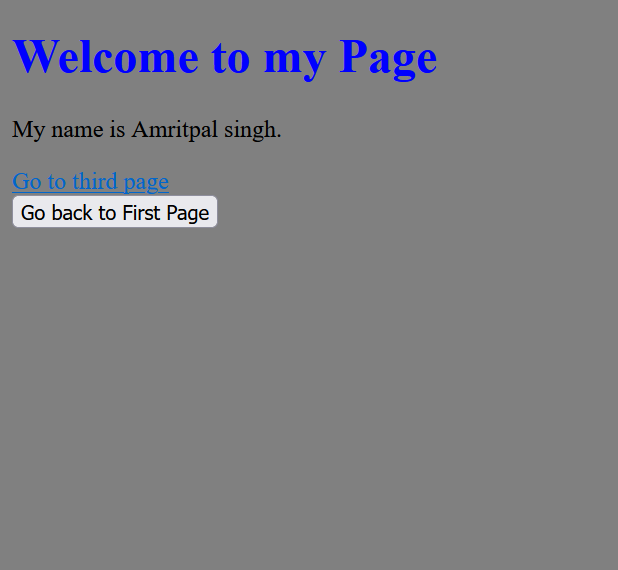 Welcome to my Page
My name is Amritpal singh.
Go to third page
Go back to First Page